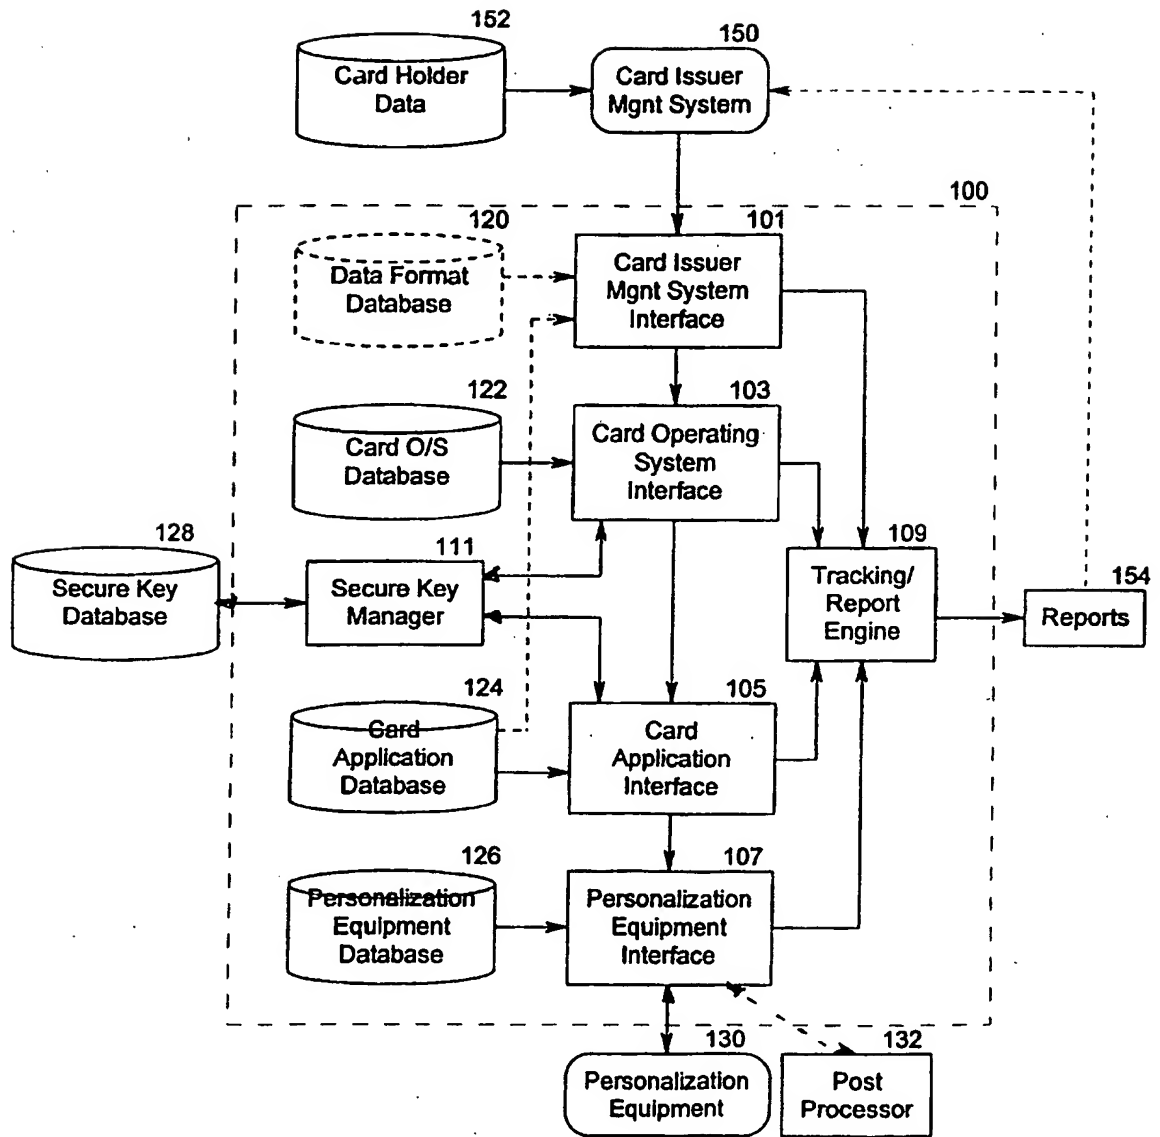 152
Card Holder
Data
150
Card Issuer
Mgnt System
100
120
Data Format
Database
101
Card Issuer
Mgnt System
Interface
122
Card O/S
Database
103
Card Operating
System
Interface
128
Secure Key
Database
111
Secure Key
Manager
109
Tracking/
Report
Engine
154
Reports
124
Card
Application
Database
105
Card
Application
Interface
126
Personalization
Equipment
Database
107
Personalization
Equipment
Interface
130
Personalization
Equipment
132
Post
Processor